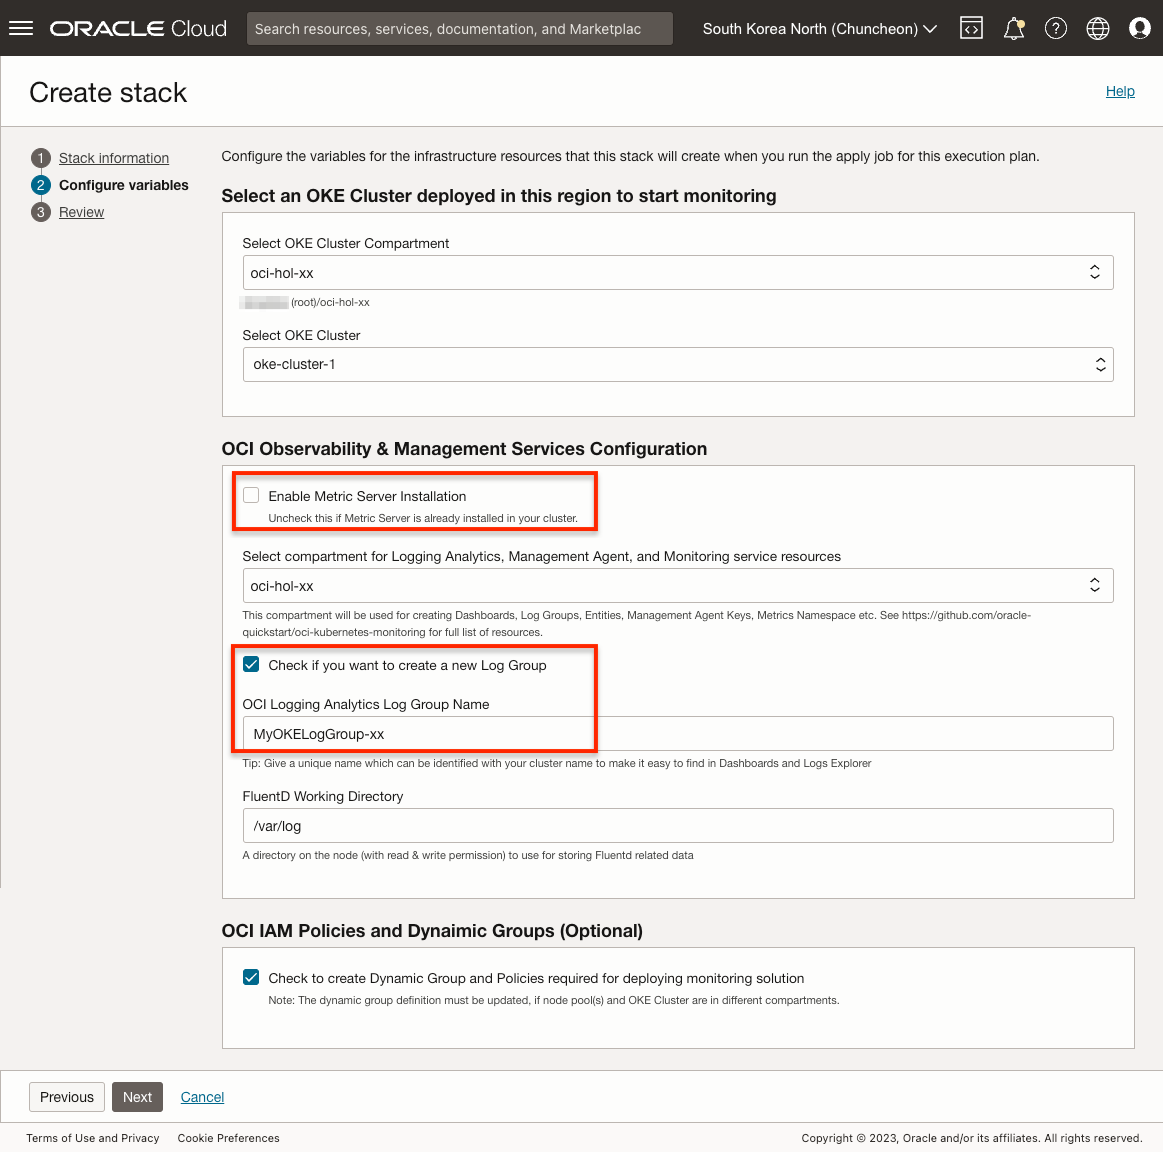 ORACLE Cloud
Search resources, services, documentation, and Marketplac
South Korea North (Chuncheon)
Create stack
Help
1 Stack information
2 Configure variables
3 Review
Configure the variables for the infrastructure resources that this stack will create when you run the apply job for this execution plan.
Select an OKE Cluster deployed in this region to start monitoring
Select OKE Cluster Compartment
oci-hol-xx
(root)/oci-hol-xx
Select OKE Cluster
oke-cluster-1
OCI Observability & Management Services Configuration
Enable Metric Server Installation
Uncheck this if Metric Server is already installed in your cluster.
Select compartment for Logging Analytics, Management Agent, and Monitoring service resources
oci-hol-xx
This compartment will be used for creating Dashboards, Log Groups, Entities, Management Agent Keys, Metrics Namespace etc. See https://github.com/oracle-
quickstart/oci-kubernetes-monitoring for full list of resources.
Check if you want to create a new Log Group
OCI Logging Analytics Log Group Name
MyOKELogGroup-xx
Tip: Give a unique name which can be identified with your cluster name to make it easy to find in Dashboards and Logs Explorer
FluentD Working Directory
/var/log
A directory on the node (with read & write permission) to use for storing Fluentd related data
OCI IAM Policies and Dynaimic Groups (Optional)
Check to create Dynamic Group and Policies required for deploying monitoring solution
Note: The dynamic group definition must be updated, if node pool(s) and OKE Cluster are in different compartments.
Previous
Next
Cancel
Terms of Use and Privacy
Cookie Preferences
Copyright © 2023, Oracle and/or its affiliates. All rights reserved.